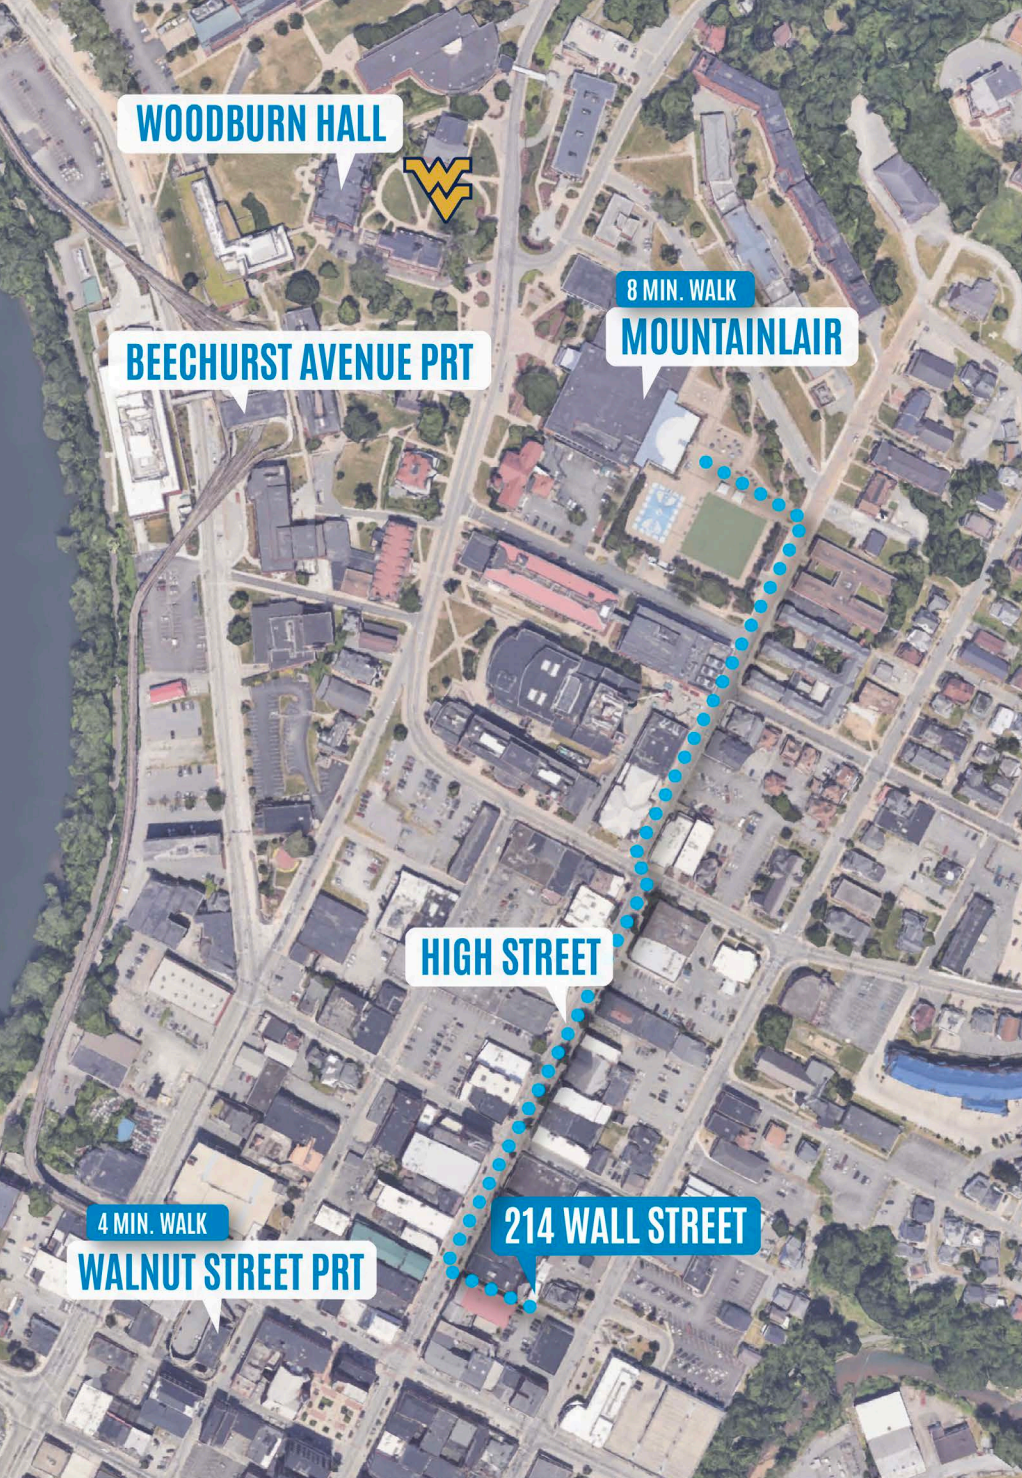 WOODBURN HALL
WV
8 MIN. WALK
MOUNTAINLAIR
BEECHURST AVENUE PRT
HIGH STREET
214 WALL STREET
4 MIN. WALK
WALNUT STREET PRT